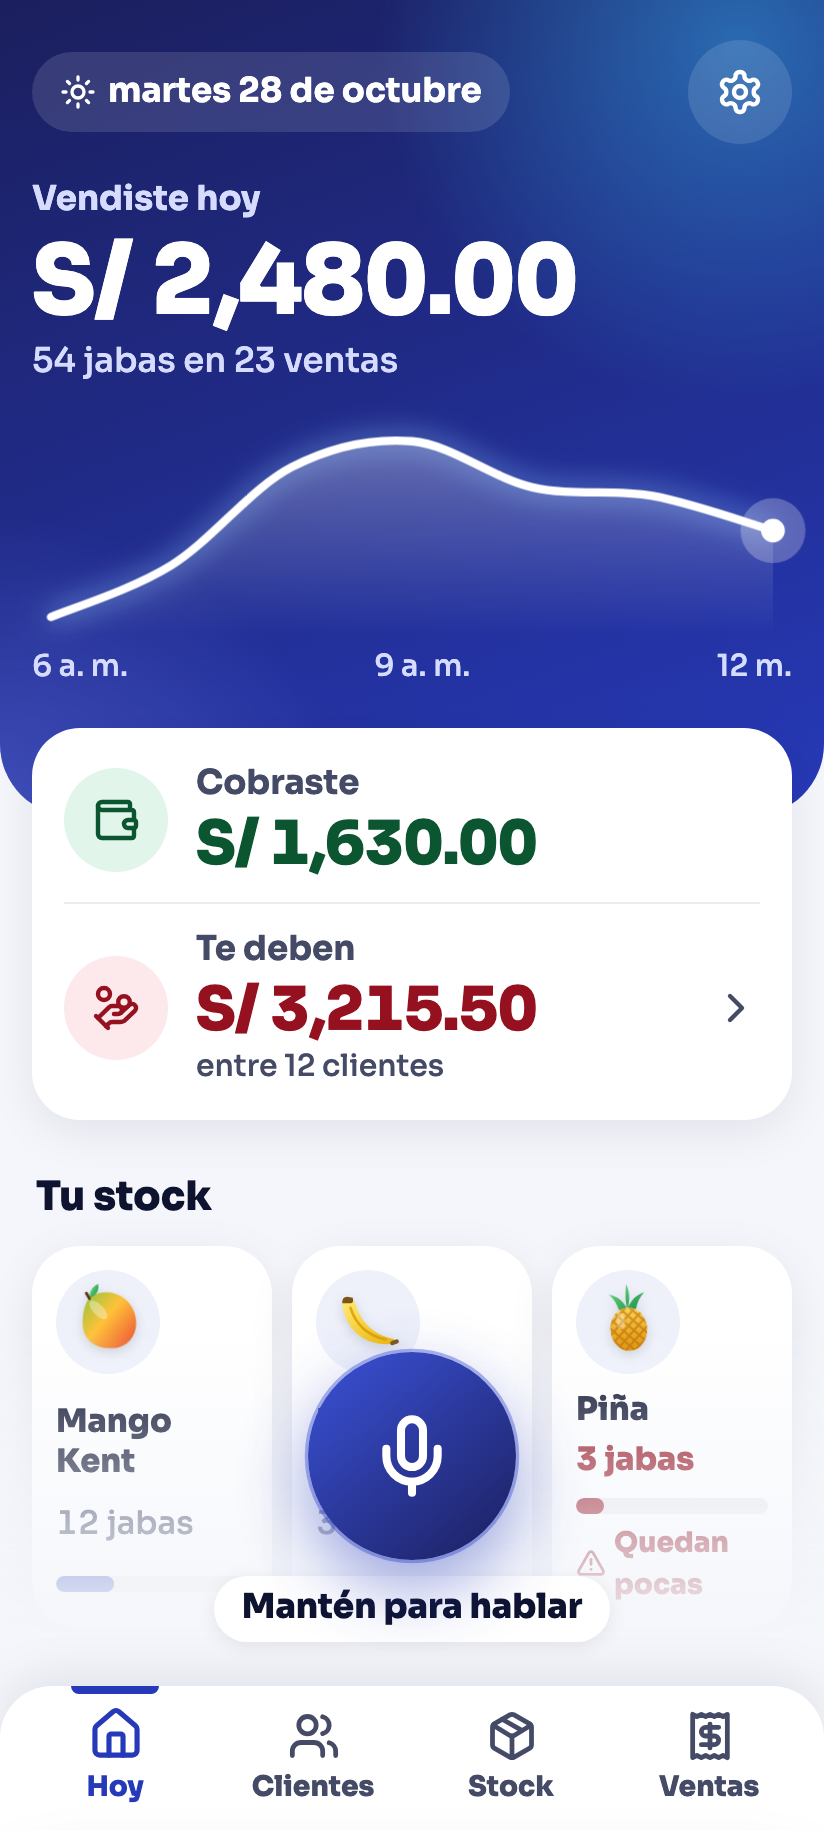 martes 28 de octubre
Vendiste hoy
S/ 2,480.00
54 jabas en 23 ventas
6 a. m.
9 a. m.
12 m.
Cobraste
S/ 1,630.00
Te deben
S/ 3,215.50
entre 12 clientes
Tu stock
Mango
Kent
12 jabas
Piña
3 jabas
Quedan
pocas
Mantén para hablar
Hoy
Clientes
Stock
Ventas